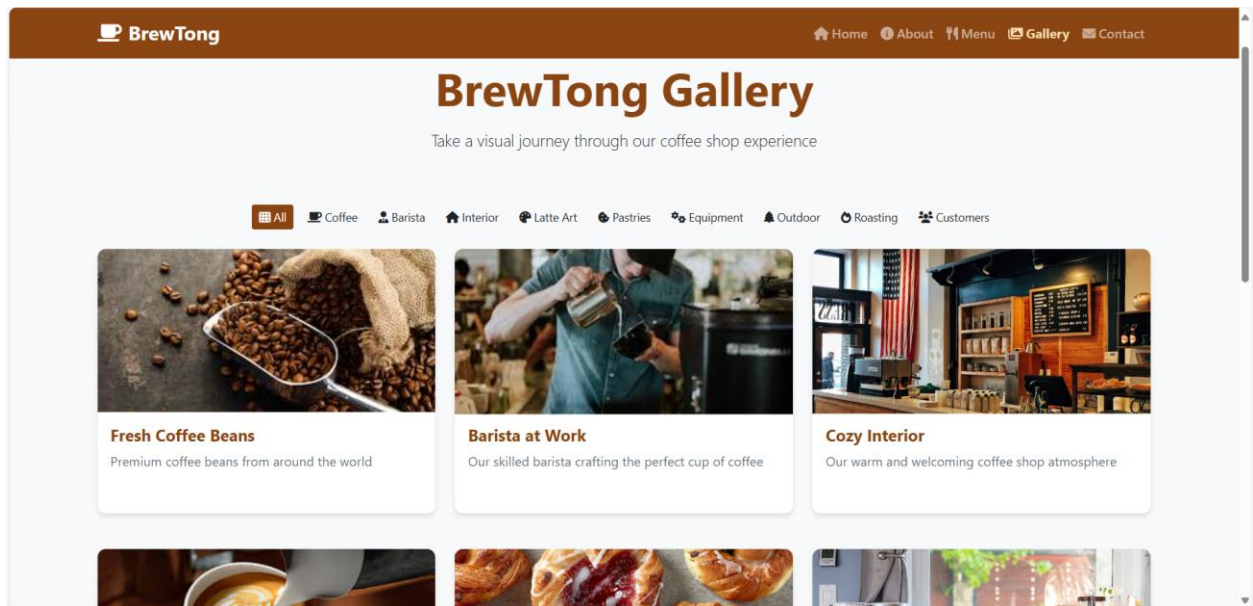 BrewTong
Home About Menu Gallery Contact
BrewTong Gallery
Take a visual journey through our coffee shop experience
All Coffee Barista Interior Latte Art Pastries Equipment Outdoor Roasting Customers
Fresh Coffee Beans
Premium coffee beans from around the world
Barista at Work
Our skilled barista crafting the perfect cup of coffee
Cozy Interior
Our warm and welcoming coffee shop atmosphere